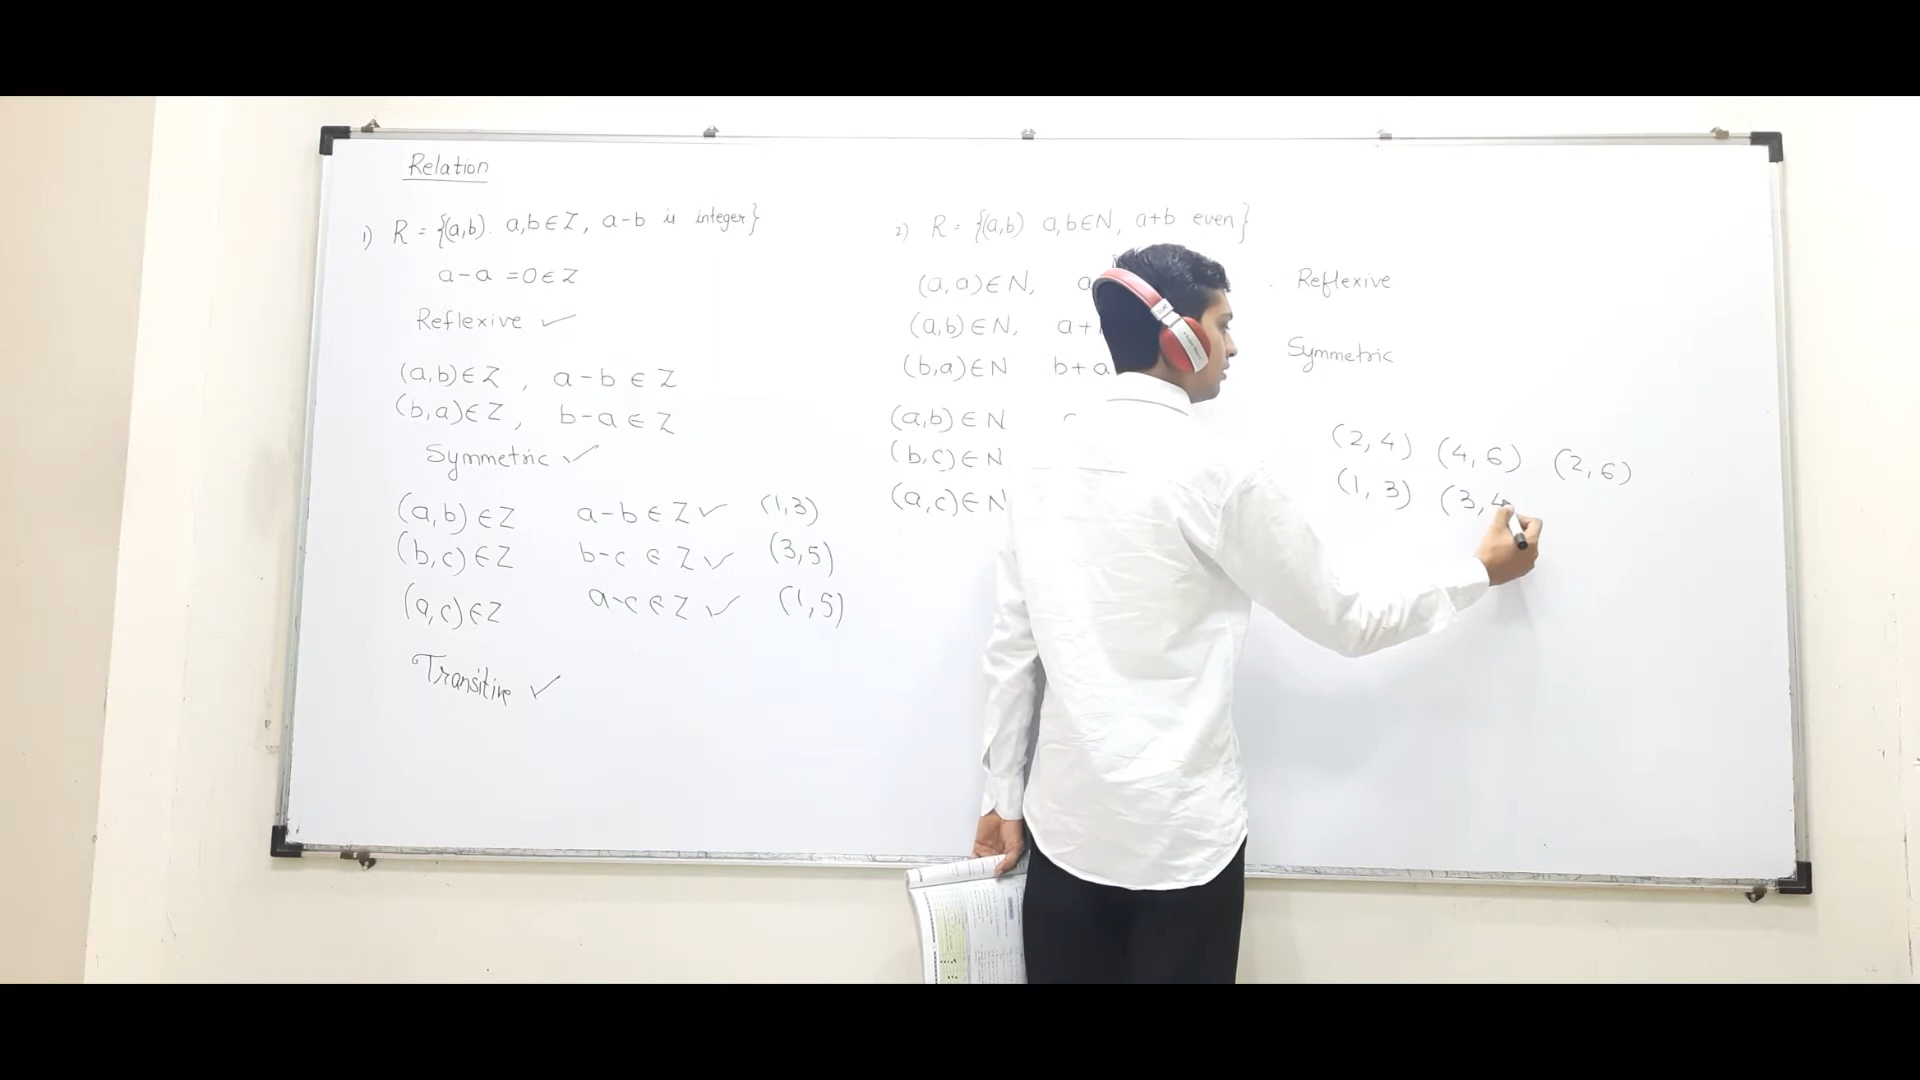 Relation
1) R = {(a,b). a,b∈Z, a-b is integer}
a-a =0∈Z
Reflexive ✓
(a,b)∈Z , a-b ∈ Z
(b,a)∈Z, b-a ∈ Z
Symmetric ✓
(a,b)∈Z a-b∈Z✓ (1,3)
(b,c)∈Z b-c ∈ Z✓ (3,5)
(a,c)∈Z a-c∈Z✓ (1,5)
Transitive ✓
2) R = {(a,b) a,b∈N, a+b even}
(a,a)∈N, a Reflexive
(a,b)∈N, a+
(b,a)∈N b+a
Symmetric
(a,b)∈N
(b,c)∈N
(a,c)∈N
(2,4) (4,6) (2,6)
(1,3) (3,4